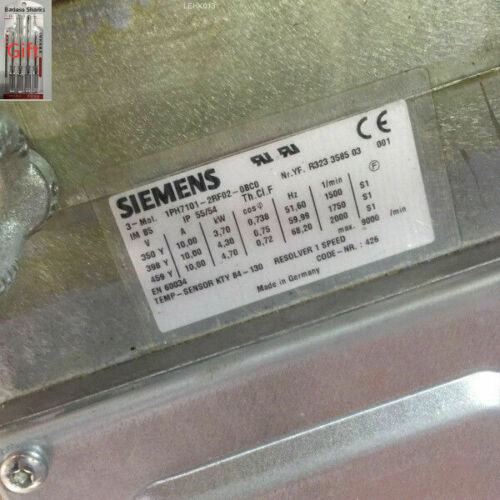 LEHX013
Badass Sharks
Gift
SIEMENS
3-Mot. 1PH7101-2RF02-0BC0 Nr.YF. R323 3585 03 001
IM B5 IP 55/54 Th.Cl.F
V A kW cosφ Hz 1/min
350 Y 10,00 3,70 0,738 51,60 1500 S1
398 Y 10,00 4,30 0,75 59,99 1750 S1
459 Y 10,00 4,70 0,72 68,20 2000 S1
EN 60034 max. 9000 /min
TEMP-SENSOR KTY 84-130 RESOLVER 1 SPEED
CODE-NR.: 426
Made in Germany
CE
F